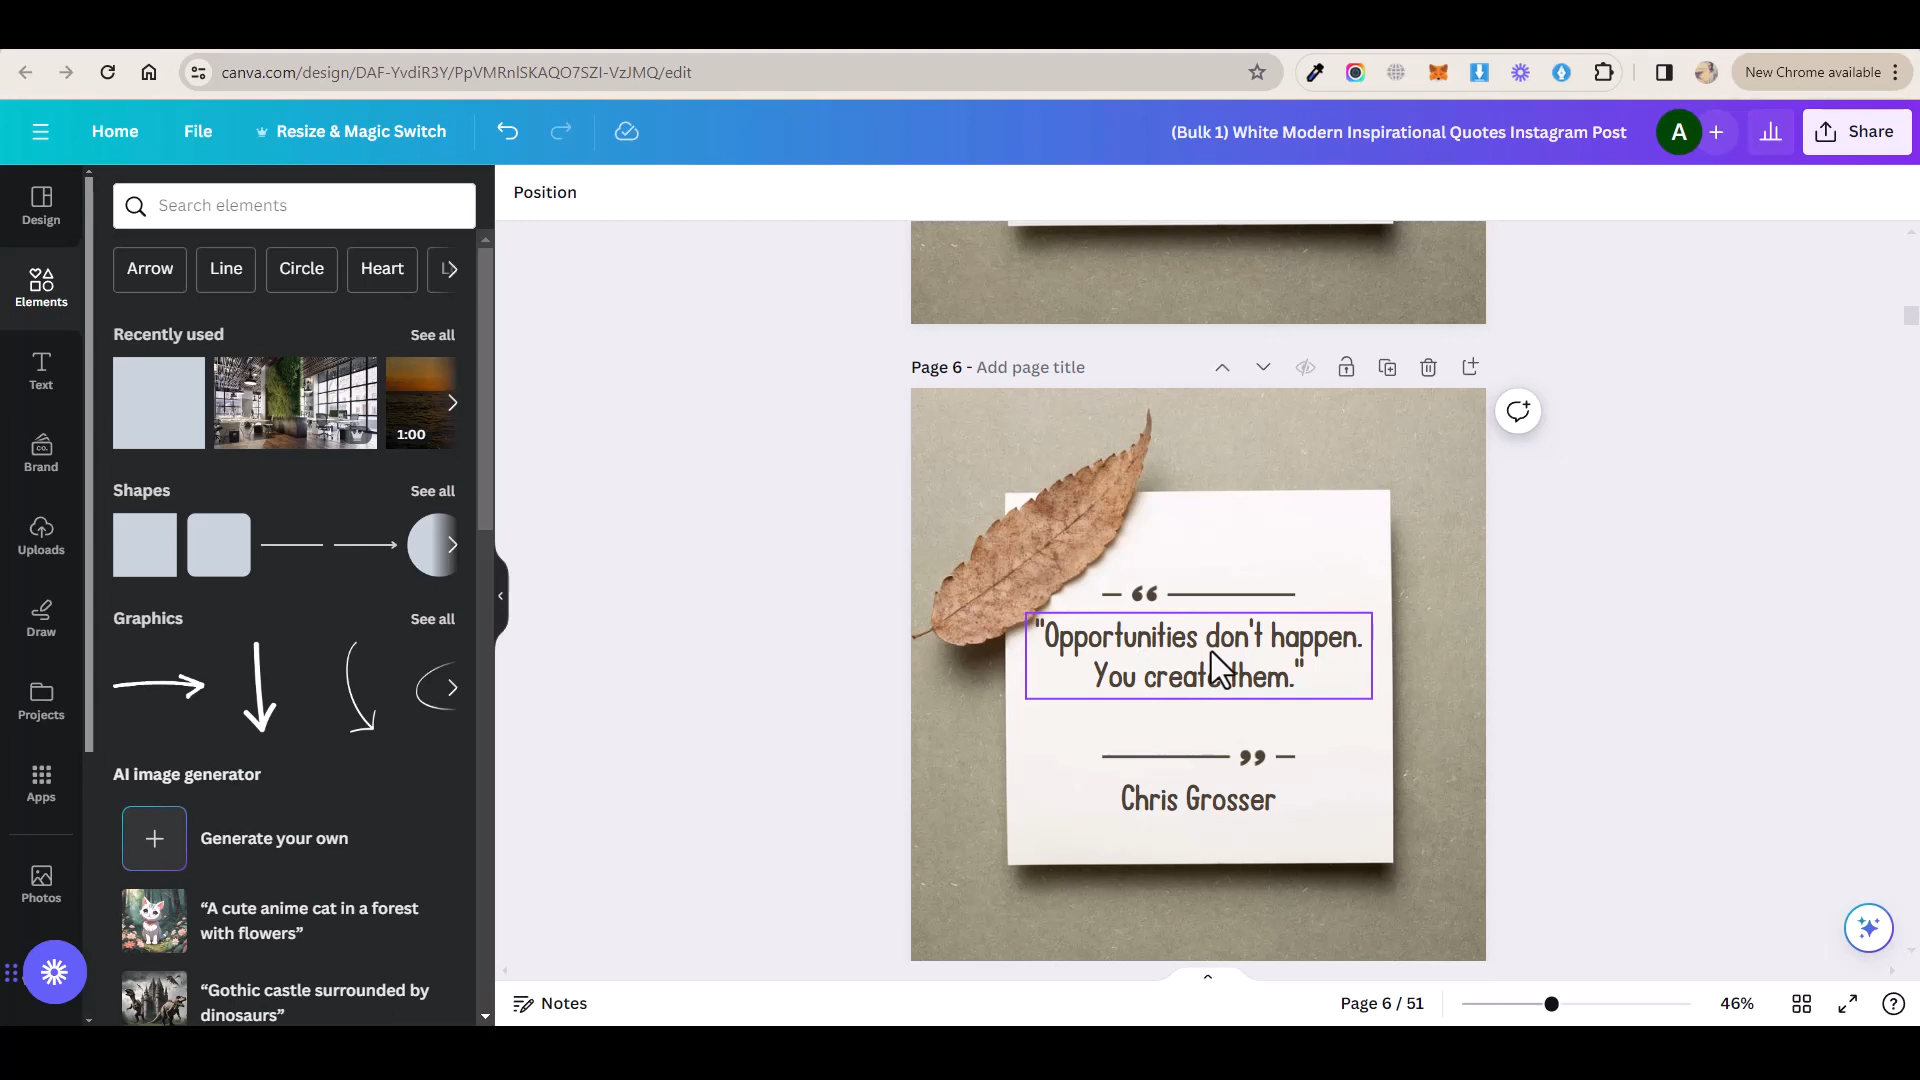 canva.com/design/DAF-YvdiR3Y/PpVMRnlSKAQO7SZI-VzJMQ/edit
New Chrome available
Home
File
Resize & Magic Switch
(Bulk 1) White Modern Inspirational Quotes Instagram Post
A
Share
Design
Elements
Text
Brand
Uploads
Draw
Projects
Apps
Photos
Search elements
Arrow
Line
Circle
Heart
Recently used
See all
1:00
Shapes
See all
Graphics
See all
AI image generator
Generate your own
“A cute anime cat in a forest
with flowers”
“Gothic castle surrounded by
dinosaurs”
Position
Page 6 - Add page title
“
"Opportunities don't happen.
You create them."
”
Chris Grosser
Notes
Page 6 / 51
46%